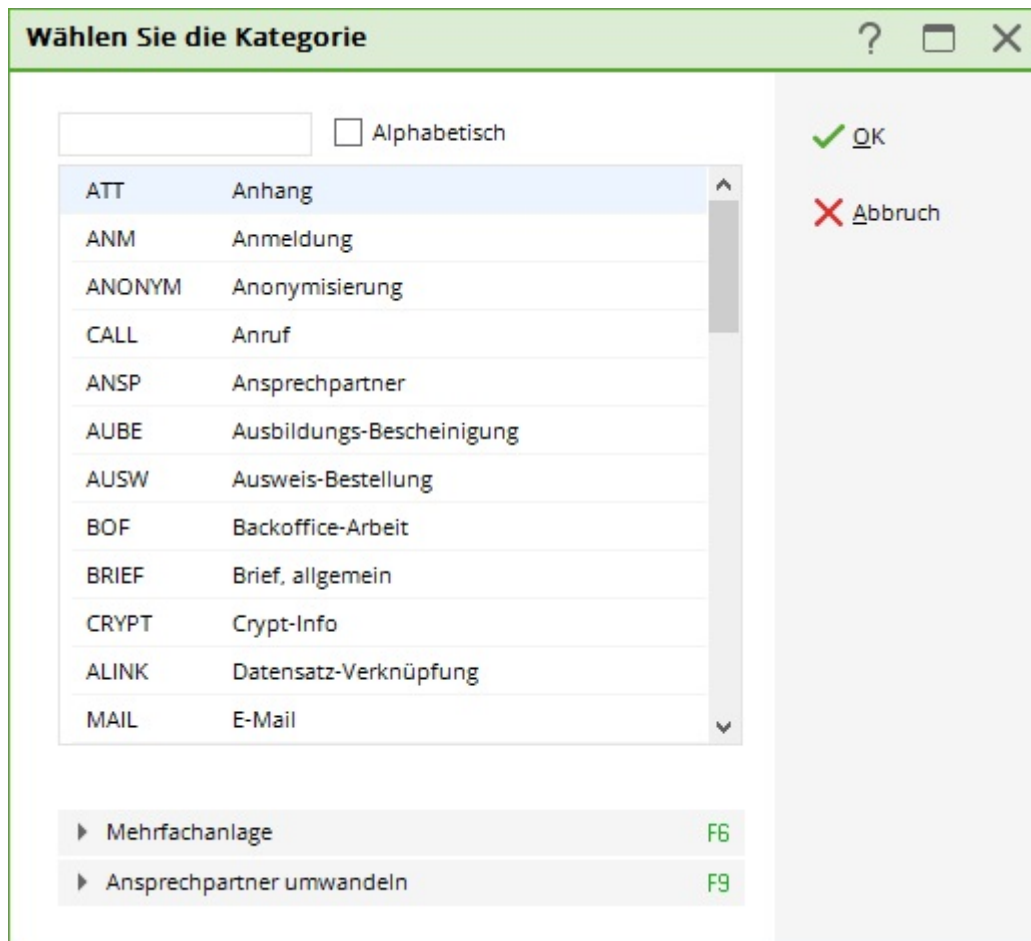 Wählen Sie die Kategorie ?
Alphabetisch
OK
ATT Anhang
Abbruch
ANM Anmeldung
ANONYM Anonymisierung
CALL Anruf
ANSP Ansprechpartner
AUBE Ausbildungs-Bescheinigung
AUSW Ausweis-Bestellung
BOF Backoffice-Arbeit
BRIEF Brief, allgemein
CRYPT Crypt-Info
ALINK Datensatz-Verknüpfung
MAIL E-Mail
Mehrfachanlage F6
Ansprechpartner umwandeln F9